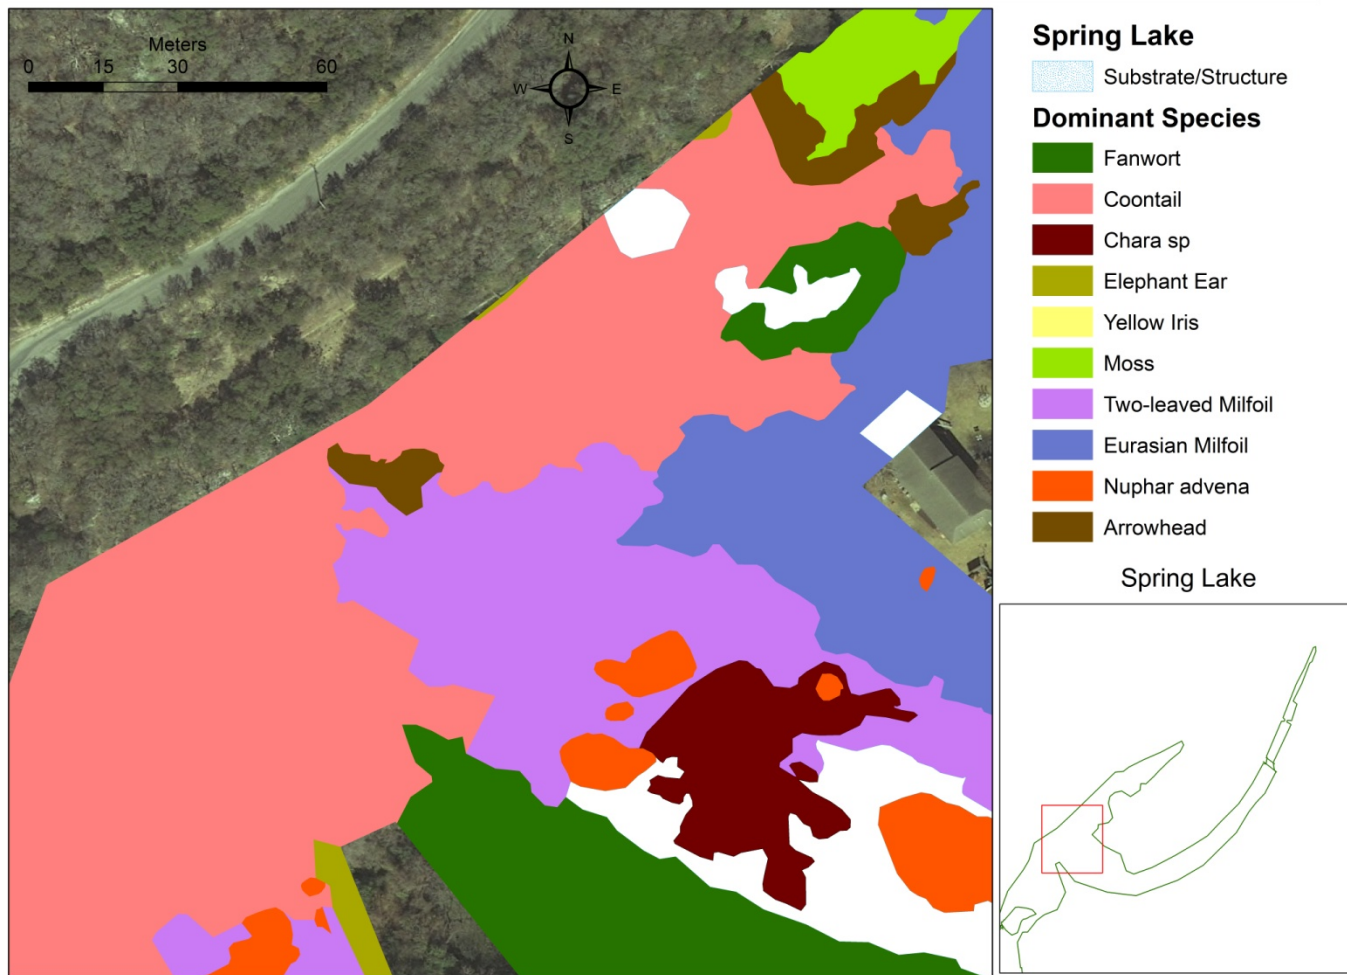 Meters
0 15 30 60
N
W E
S
Spring Lake
Substrate/Structure
Dominant Species
Fanwort
Coontail
Chara sp
Elephant Ear
Yellow Iris
Moss
Two-leaved Milfoil
Eurasian Milfoil
Nuphar advena
Arrowhead
Spring Lake